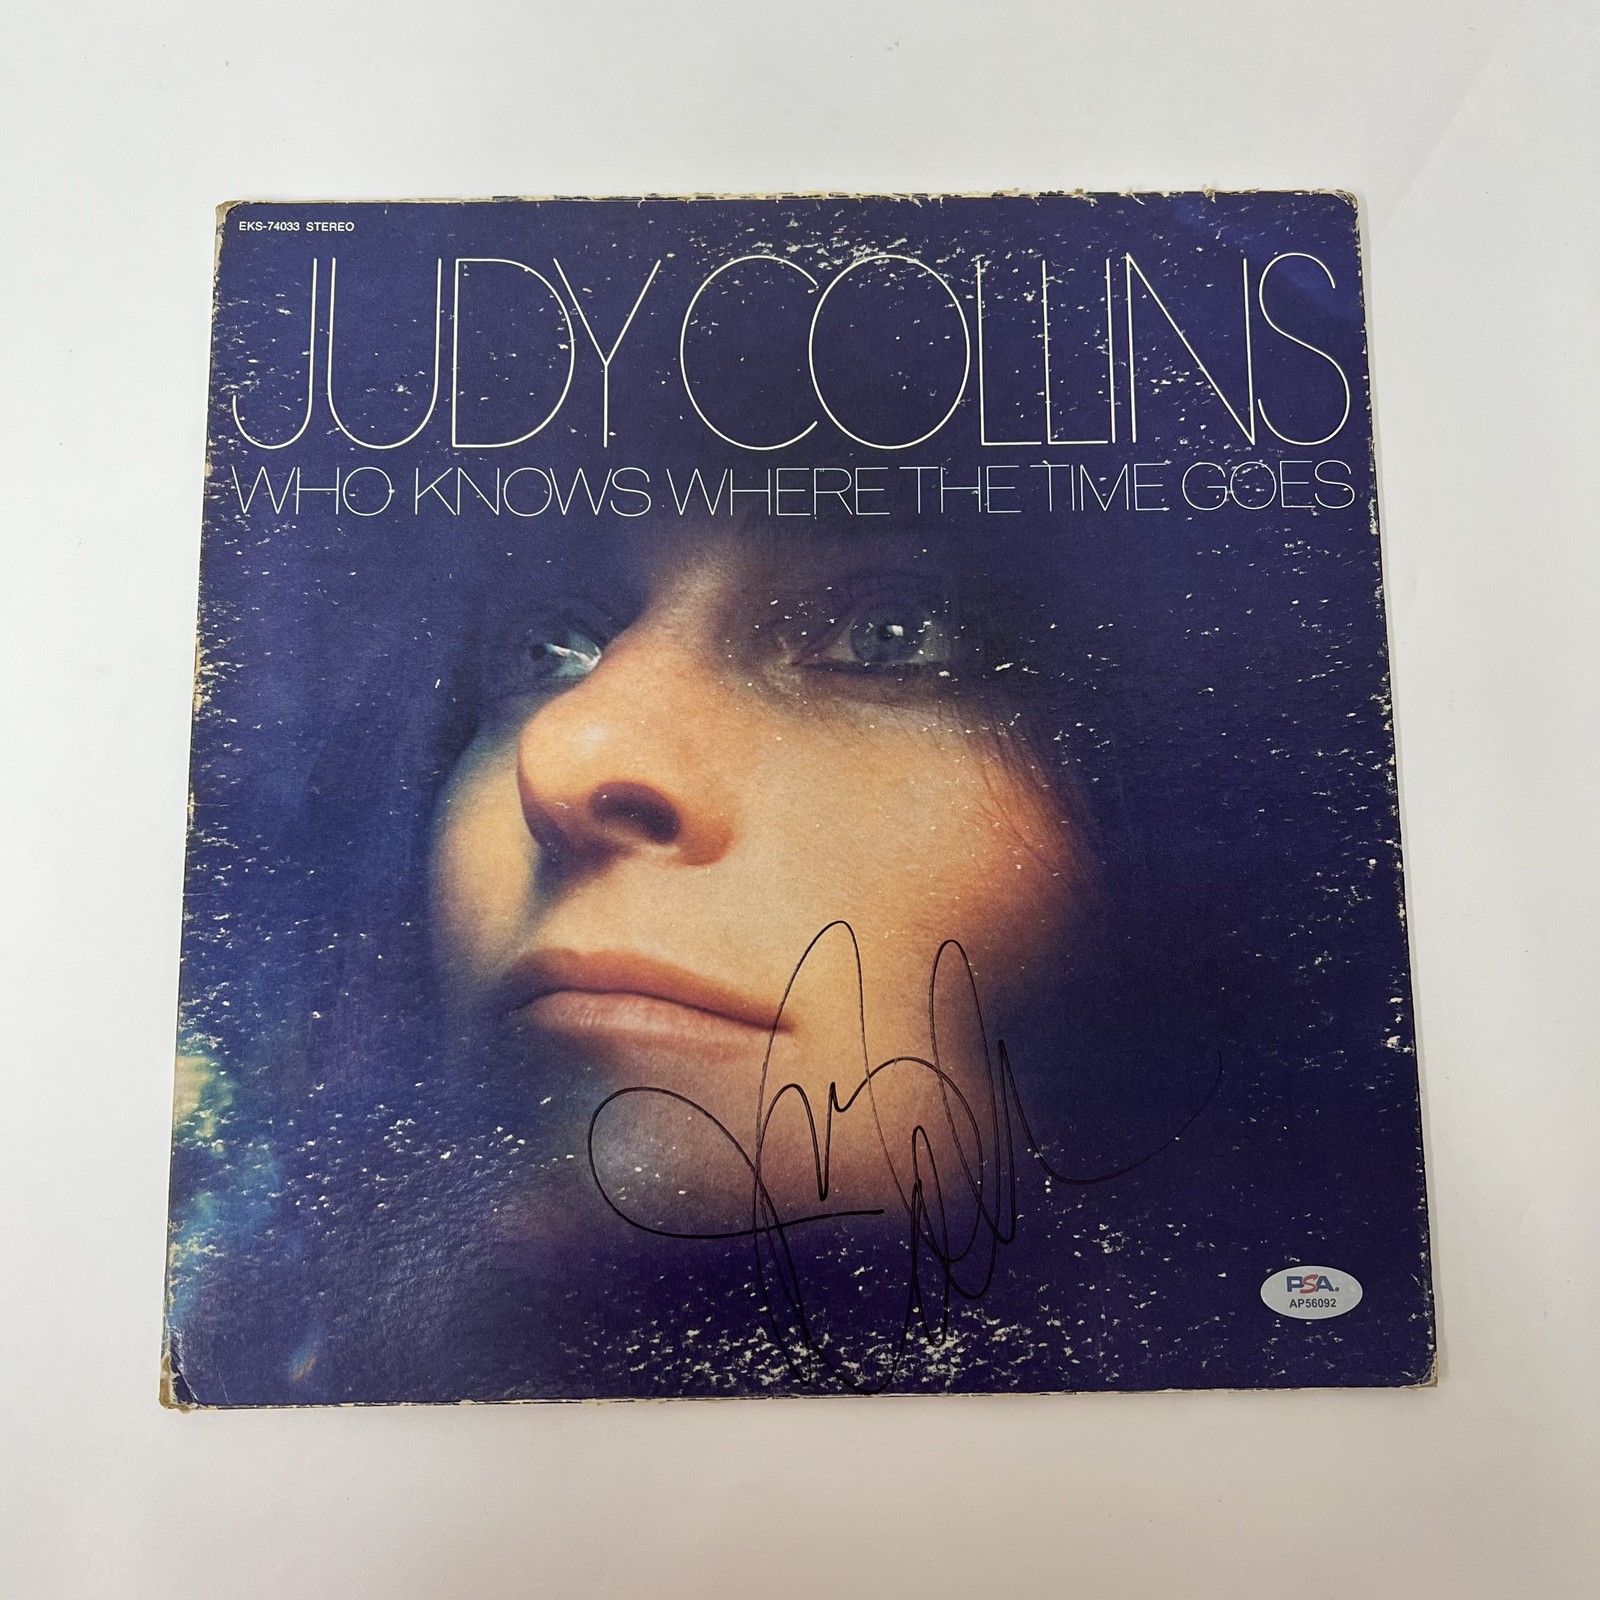 EKS-74033 STEREO
JUDY COLLINS
WHO KNOWS WHERE THE TIME GOES
PSA.
AP56092